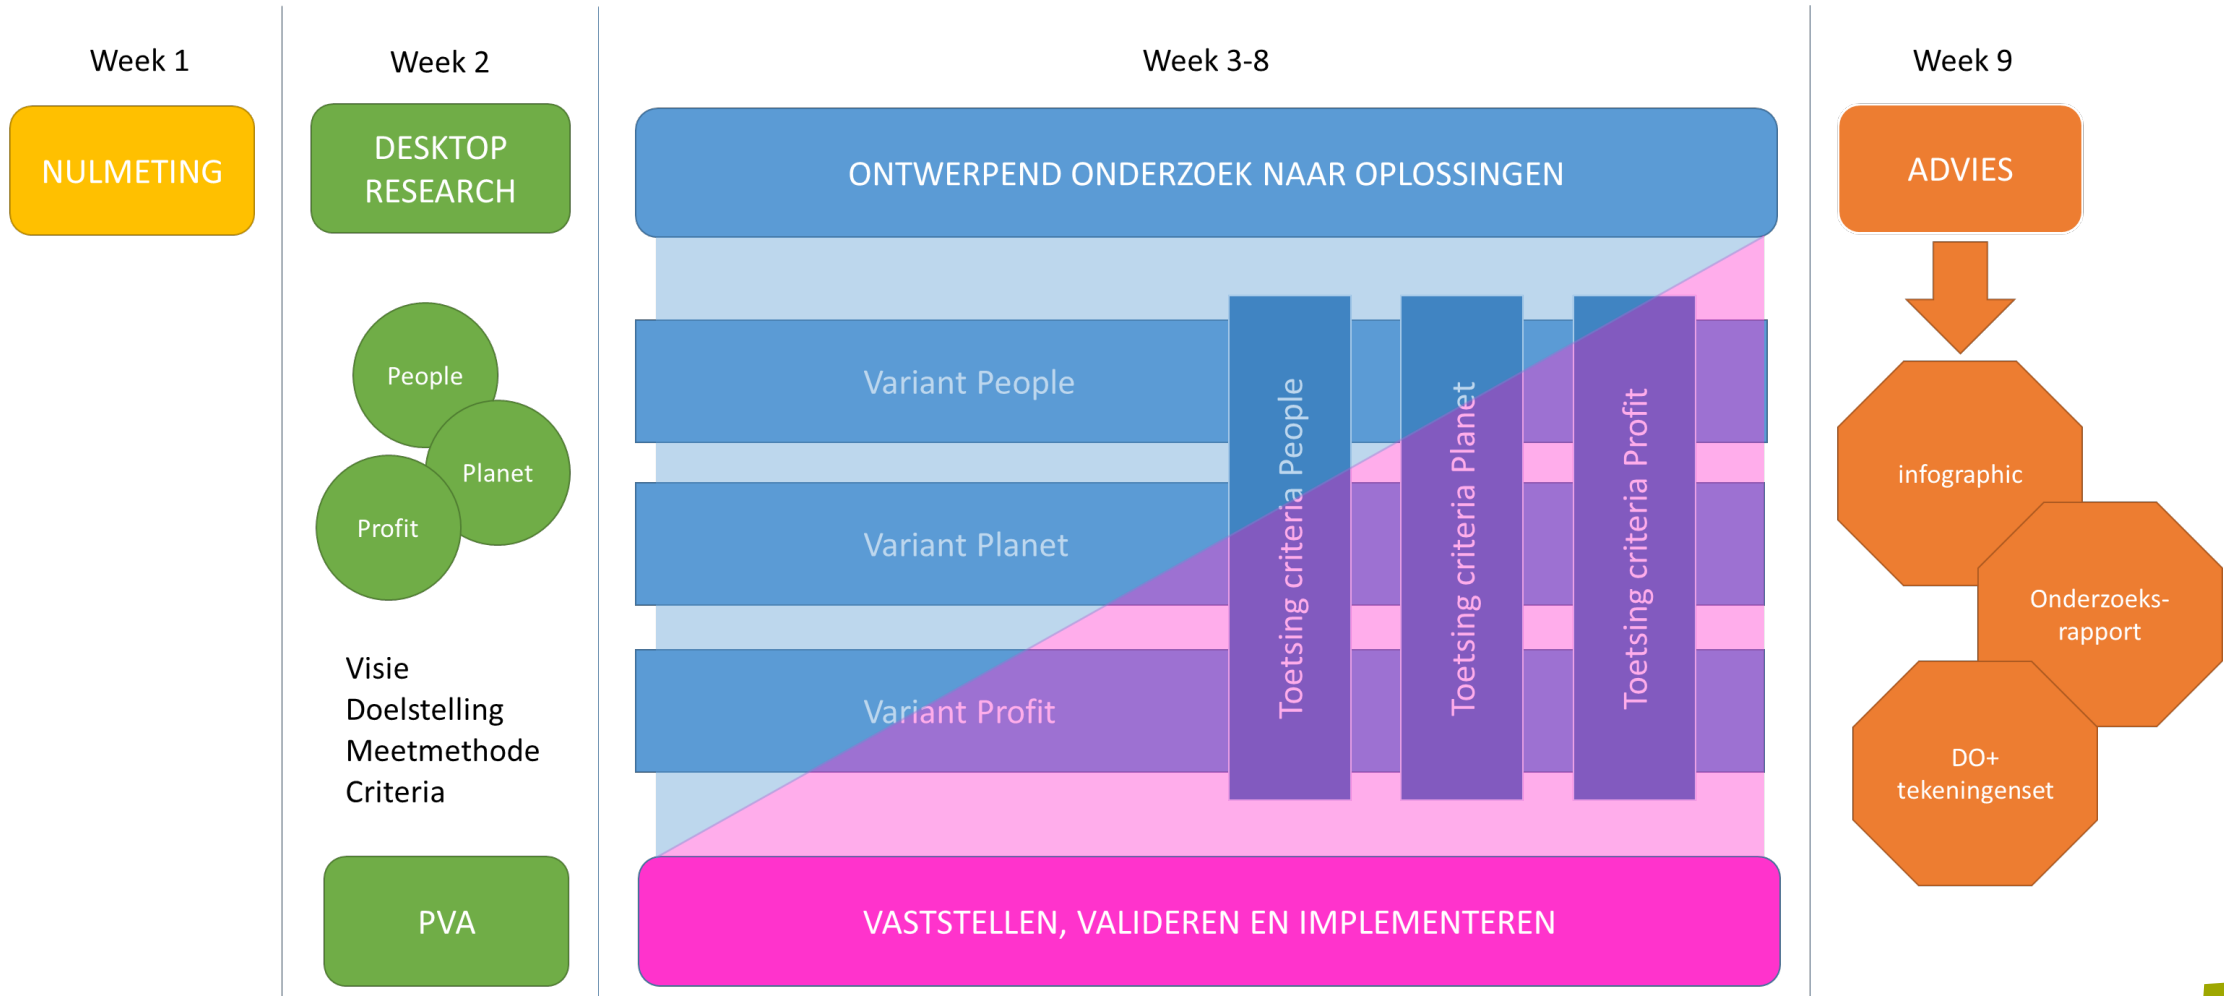 Week 1
NULMETING
Week 2
DESKTOP
RESEARCH
People
Planet
Profit
Visie
Doelstelling
Meetmethode
Criteria
PVA
Week 3-8
ONTWERPEND ONDERZOEK NAAR OPLOSSINGEN
Variant People
Variant Planet
Variant Profit
Toetsing criteria People
Toetsing criteria Planet
Toetsing criteria Profit
VASTSTELLEN, VALIDEREN EN IMPLEMENTEREN
Week 9
ADVIES
infographic
Onderzoeks-
rapport
DO+
tekeningenset